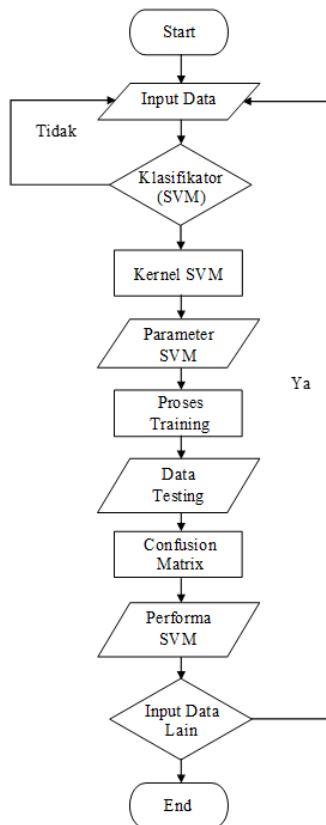 Start
Input Data
Tidak
Klasifikator
(SVM)
Kernel SVM
Parameter
SVM
Ya
Proses
Training
Data
Testing
Confusion
Matrix
Performa
SVM
Input Data
Lain
End